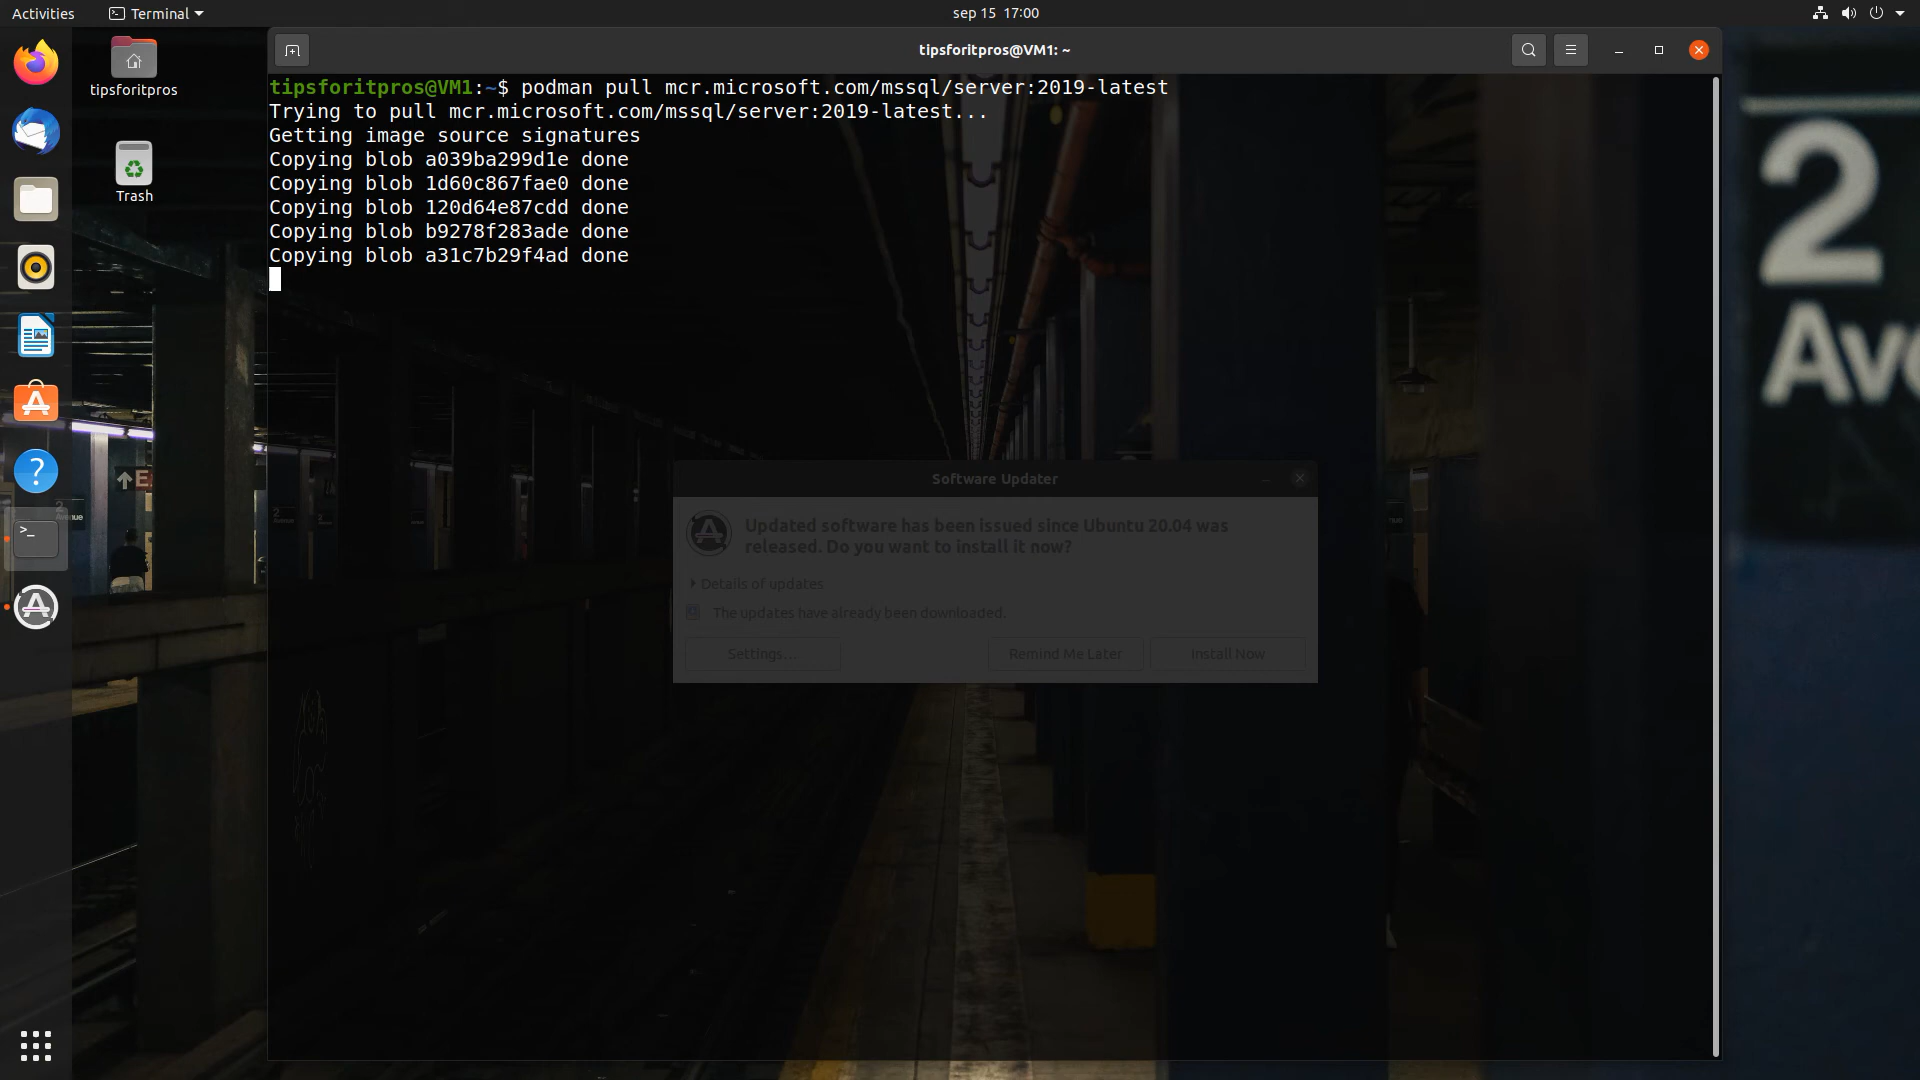 Activities
Terminal
sep 15 17:00
tipsforitpros
Trash
tipsforitpros@VM1: ~
tipsforitpros@VM1:~$ podman pull mcr.microsoft.com/mssql/server:2019-latest
Trying to pull mcr.microsoft.com/mssql/server:2019-latest...
Getting image source signatures
Copying blob a039ba299d1e done
Copying blob 1d60c867fae0 done
Copying blob 120d64e87cdd done
Copying blob b9278f283ade done
Copying blob a31c7b29f4ad done
Software Updater
Updated software has been issued since Ubuntu 20.04 was
released. Do you want to install it now?
Details of updates
The updates have already been downloaded.
Settings...
Remind Me Later
Install Now
2
Ave
2
Avenue